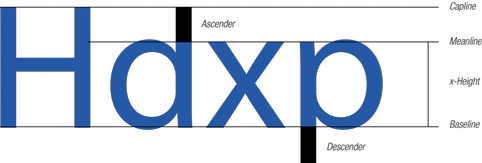 Capline
Ascender
Meanline
Hdxp
x-Height
Baseline
Descender